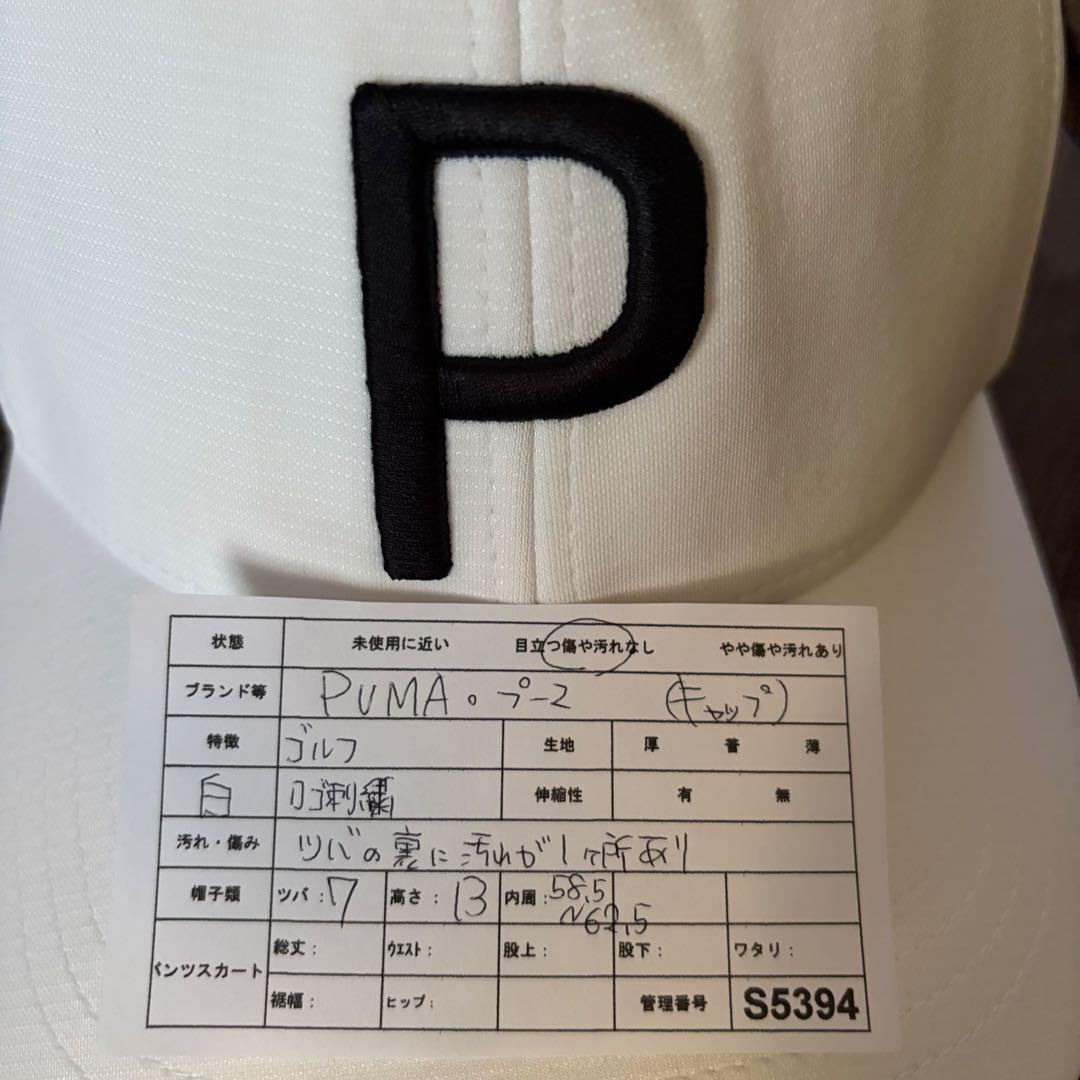 P
状態 未使用に近い 目立つ傷や汚れなし やや傷や汚れあり
ブランド等 PUMA。プーマ (キャップ)
特徴 ゴルフ 生地 厚 普 薄
白 ロゴ刺繍 伸縮性 有 無
汚れ・傷み ツバの裏に汚れが1ヶ所あり
帽子類 ツバ：7 高さ：13 内周：58.5
~62.5
パンツスカート 総丈： ウエスト： 股上： 股下： ワタリ：
裾幅： ヒップ： 管理番号 S5394